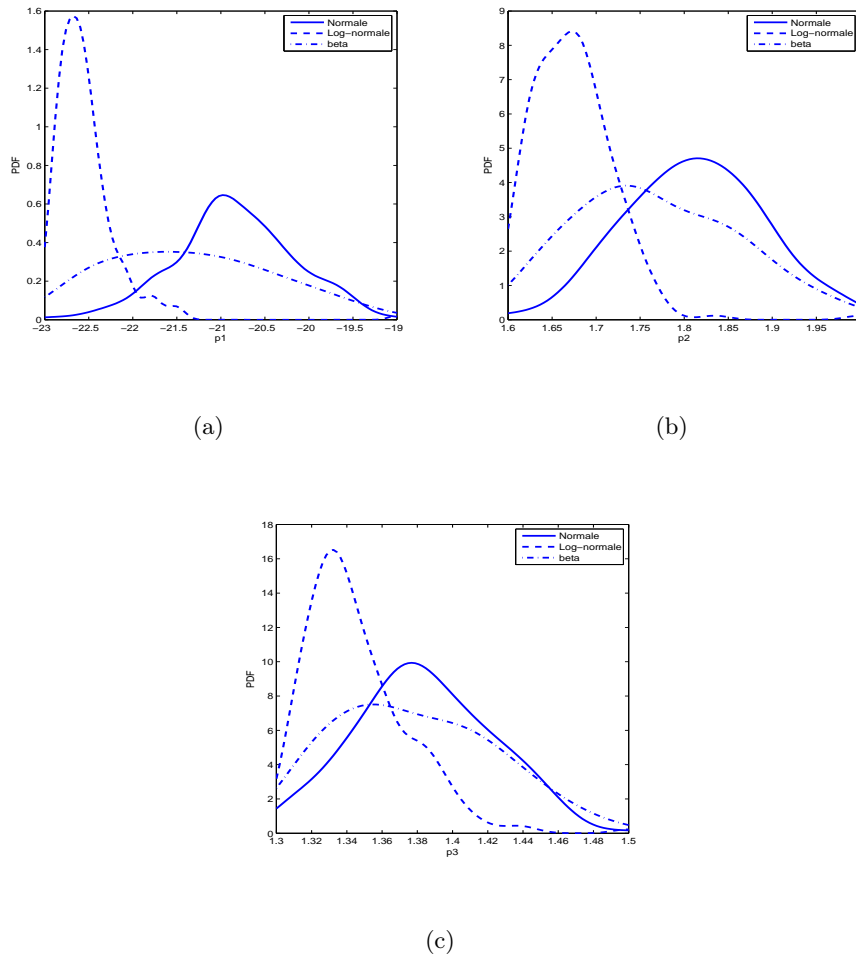 1.6
1.4
1.2
1
0.8
0.6
0.4
0.2
0
PDF
−23 −22.5 −22 −21.5 −21 −20.5 −20 −19.5 −19
p1
Normale
Log−normale
beta
(a)
9
8
7
6
5
4
3
2
1
0
PDF
1.6 1.65 1.7 1.75 1.8 1.85 1.9 1.95
p2
Normale
Log−normale
beta
(b)
18
16
14
12
10
8
6
4
2
0
PDF
1.3 1.32 1.34 1.36 1.38 1.4 1.42 1.44 1.46 1.48 1.5
p3
Normale
Log−normale
beta
(c)